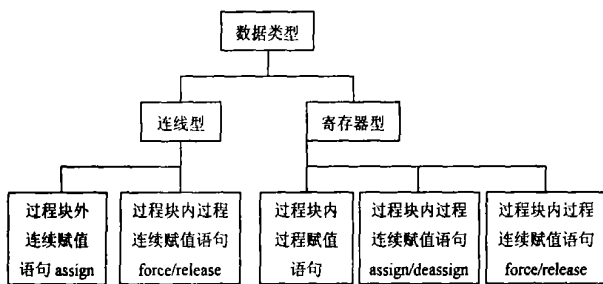 数据类型
连线型
寄存器型
过程块外
连续赋值
语句 assign
过程块内过程
连续赋值语句
force/release
过程块内
过程赋值
语句
过程块内过程
连续赋值语句
assign/deassign
过程块内过程
连续赋值语句
force/release